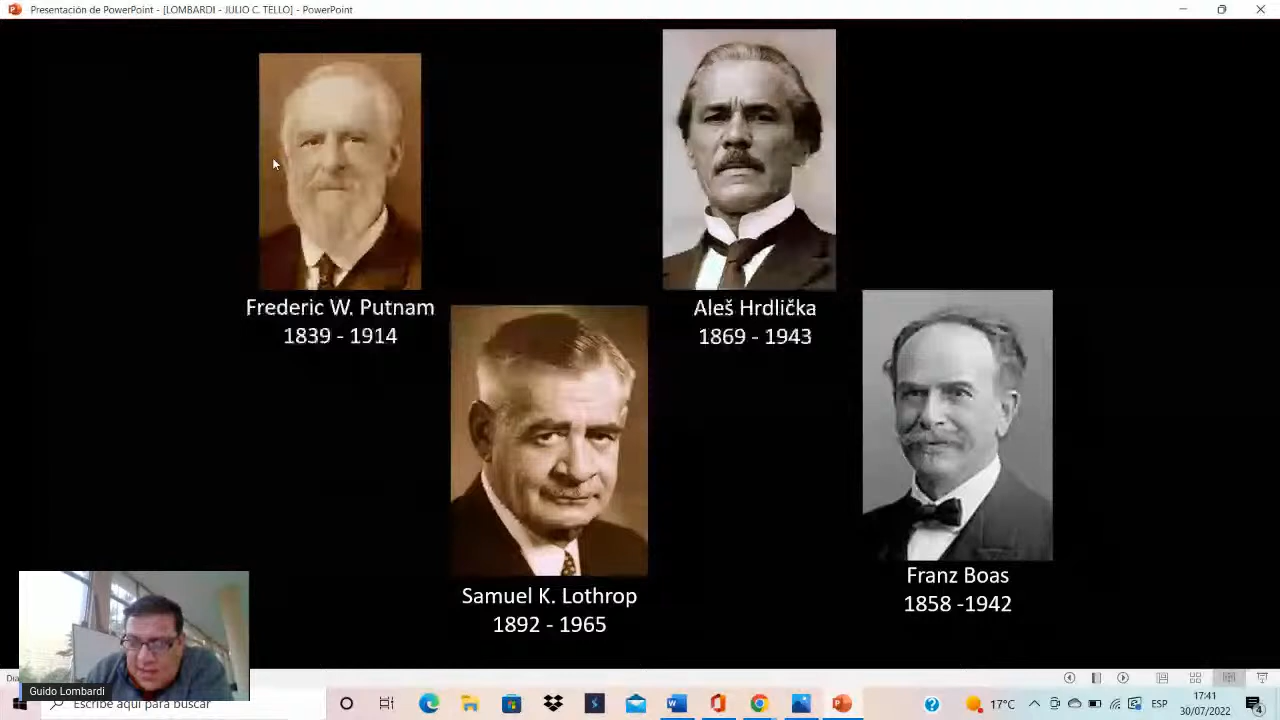 Presentación de PowerPoint - [LOMBARDI - JULIO C. TELLO] - PowerPoint
Frederic W. Putnam
1839 - 1914
Aleš Hrdlička
1869 - 1943
Samuel K. Lothrop
1892 - 1965
Franz Boas
1858 -1942
Guido Lombardi
Escribe aquí para buscar
17°C
ESP
17:41
30/07/2022
4